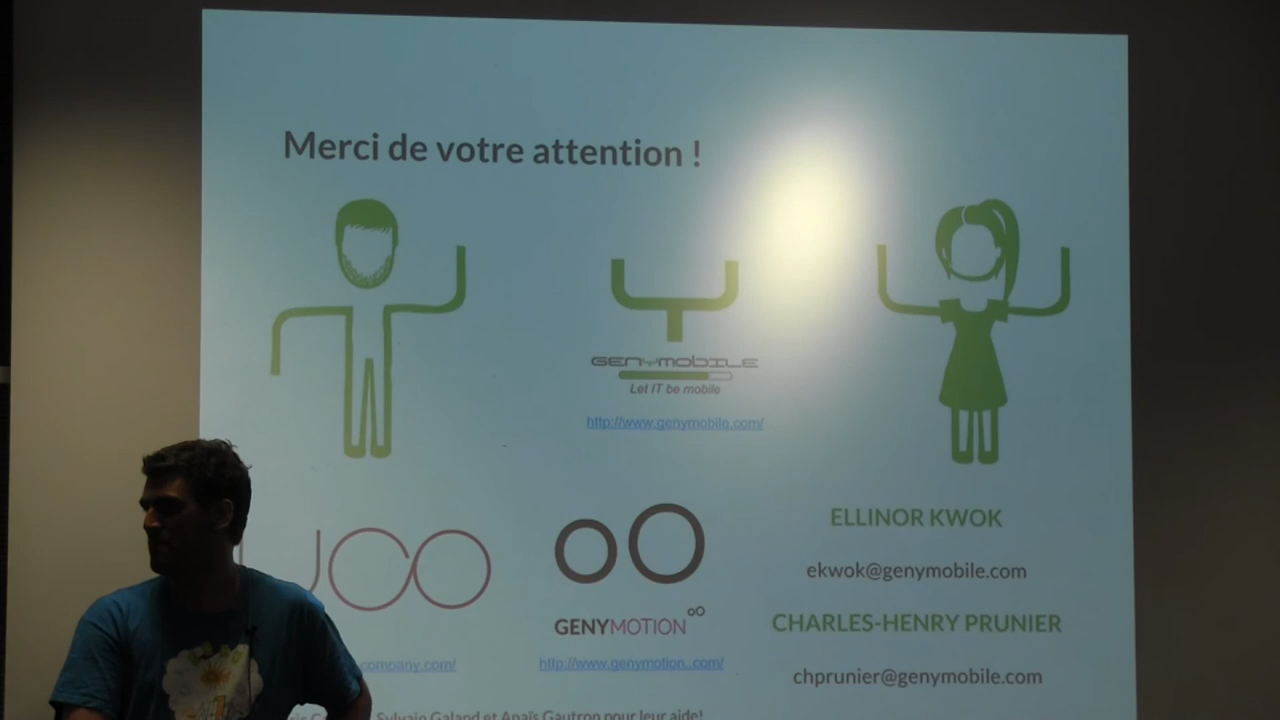 Merci de votre attention !
GENYMOBILE
Let IT be mobile
http://www.genymobile.com/
ELLINOR KWOK
ekwok@genymobile.com
GENYMOTION
CHARLES-HENRY PRUNIER
company.com/
http://www.genymotion..com/
chprunier@genymobile.com
Sylvain Galand et Anaïs Gautron pour leur aide!